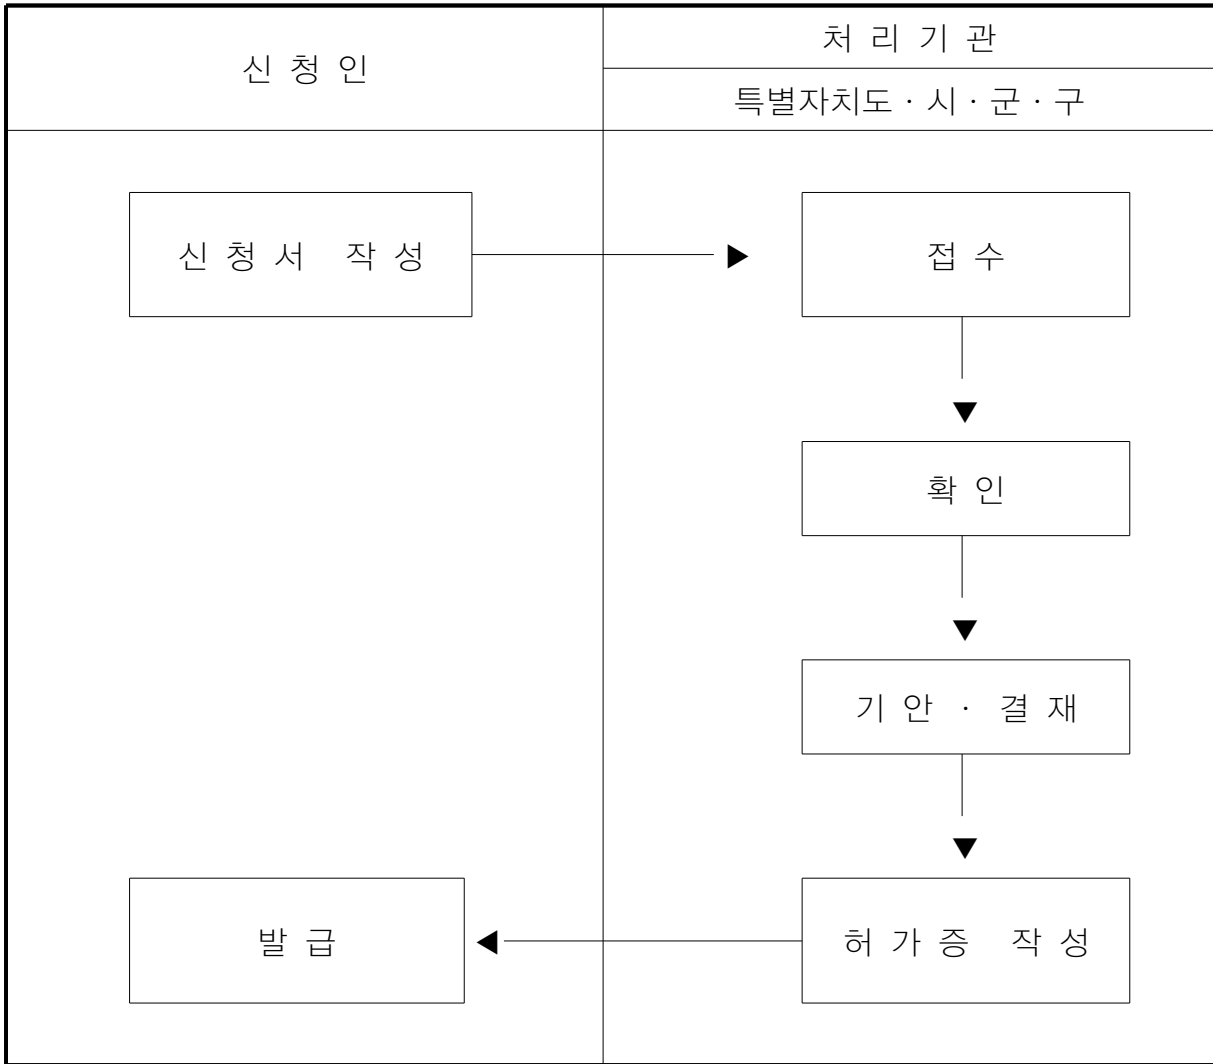 신 청 인
처 리 기 관
특별자치도 · 시 · 군 · 구
신 청 서 작 성
접 수
확 인
기 안 · 결 재
발 급
허 가 증 작 성